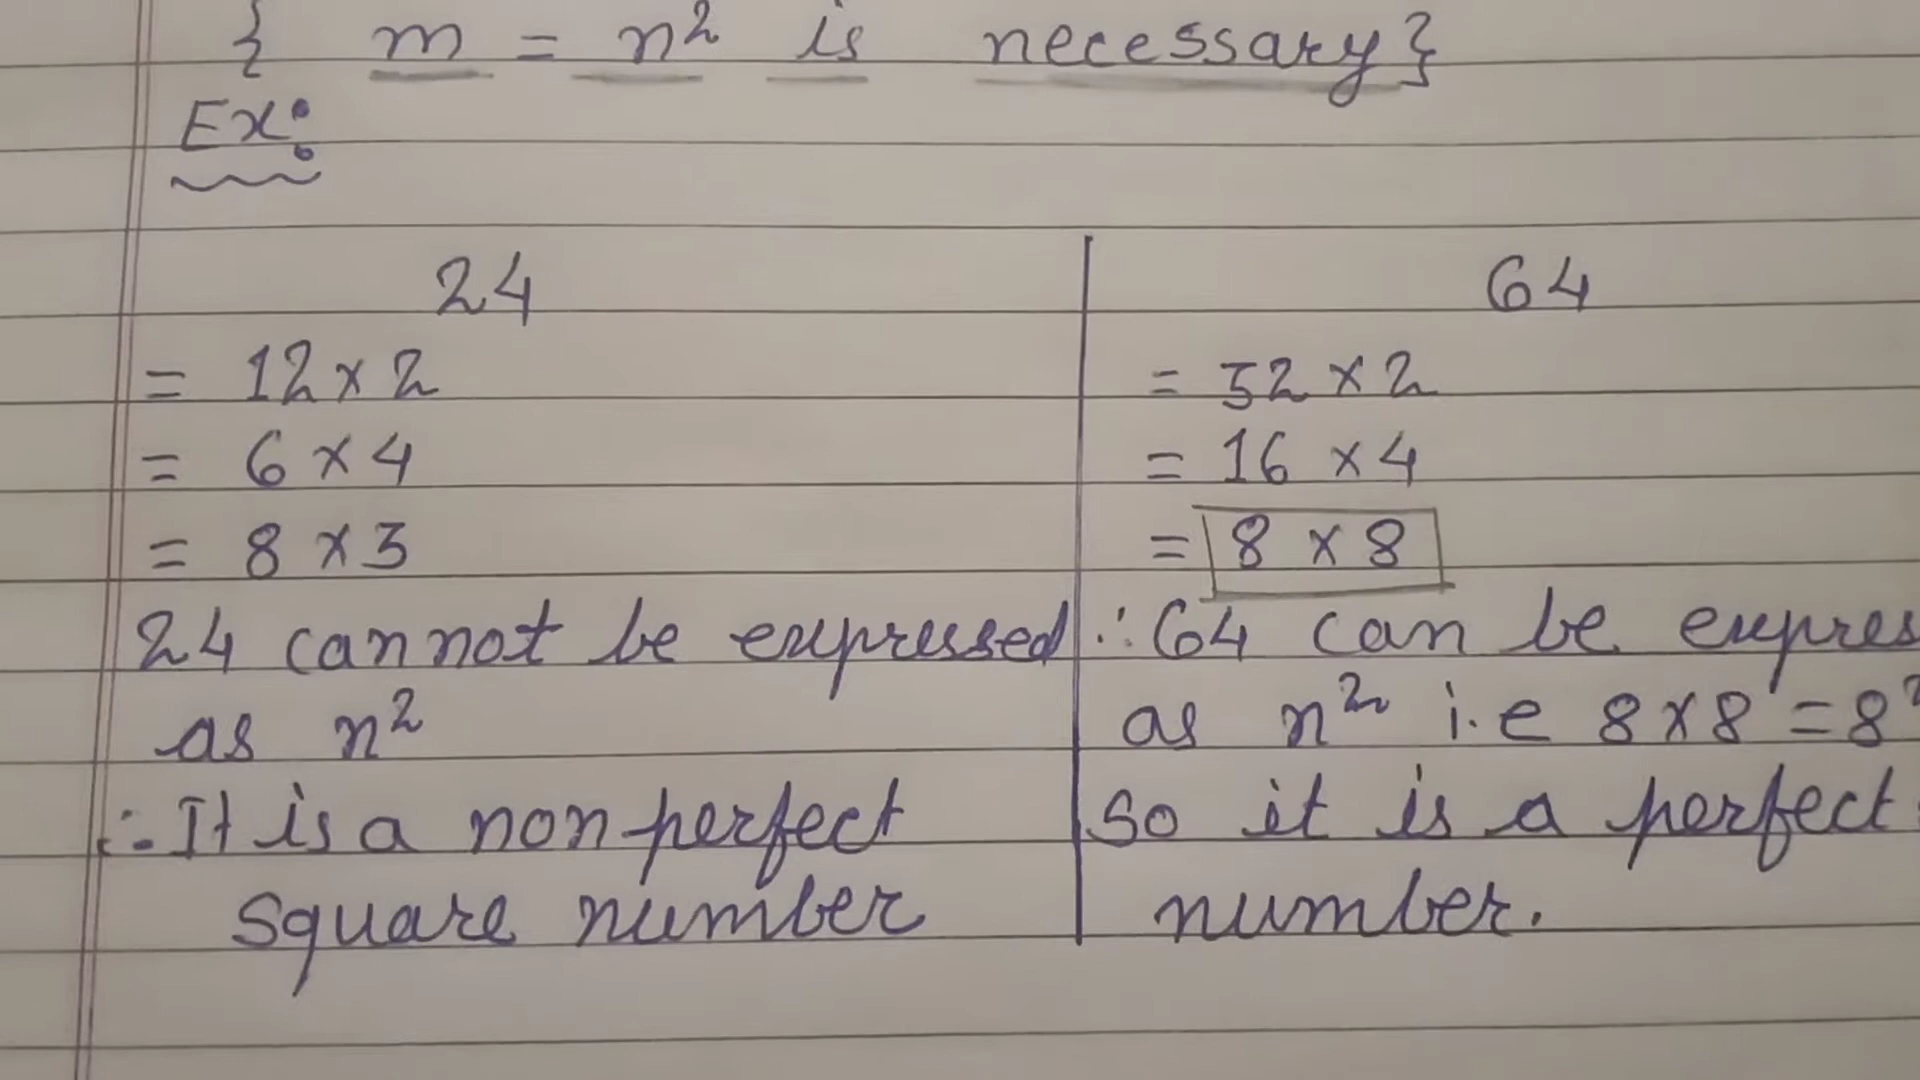 { m = n² is necessary}
Ex:
24
= 12 × 2
= 6 × 4
= 8 × 3
24 cannot be expressed
as n²
∴ It is a non perfect
square number
64
= 32 × 2
= 16 × 4
= 8 × 8
∴ 64 can be expres
as n² i.e 8 × 8 = 8²
So it is a perfect
number.